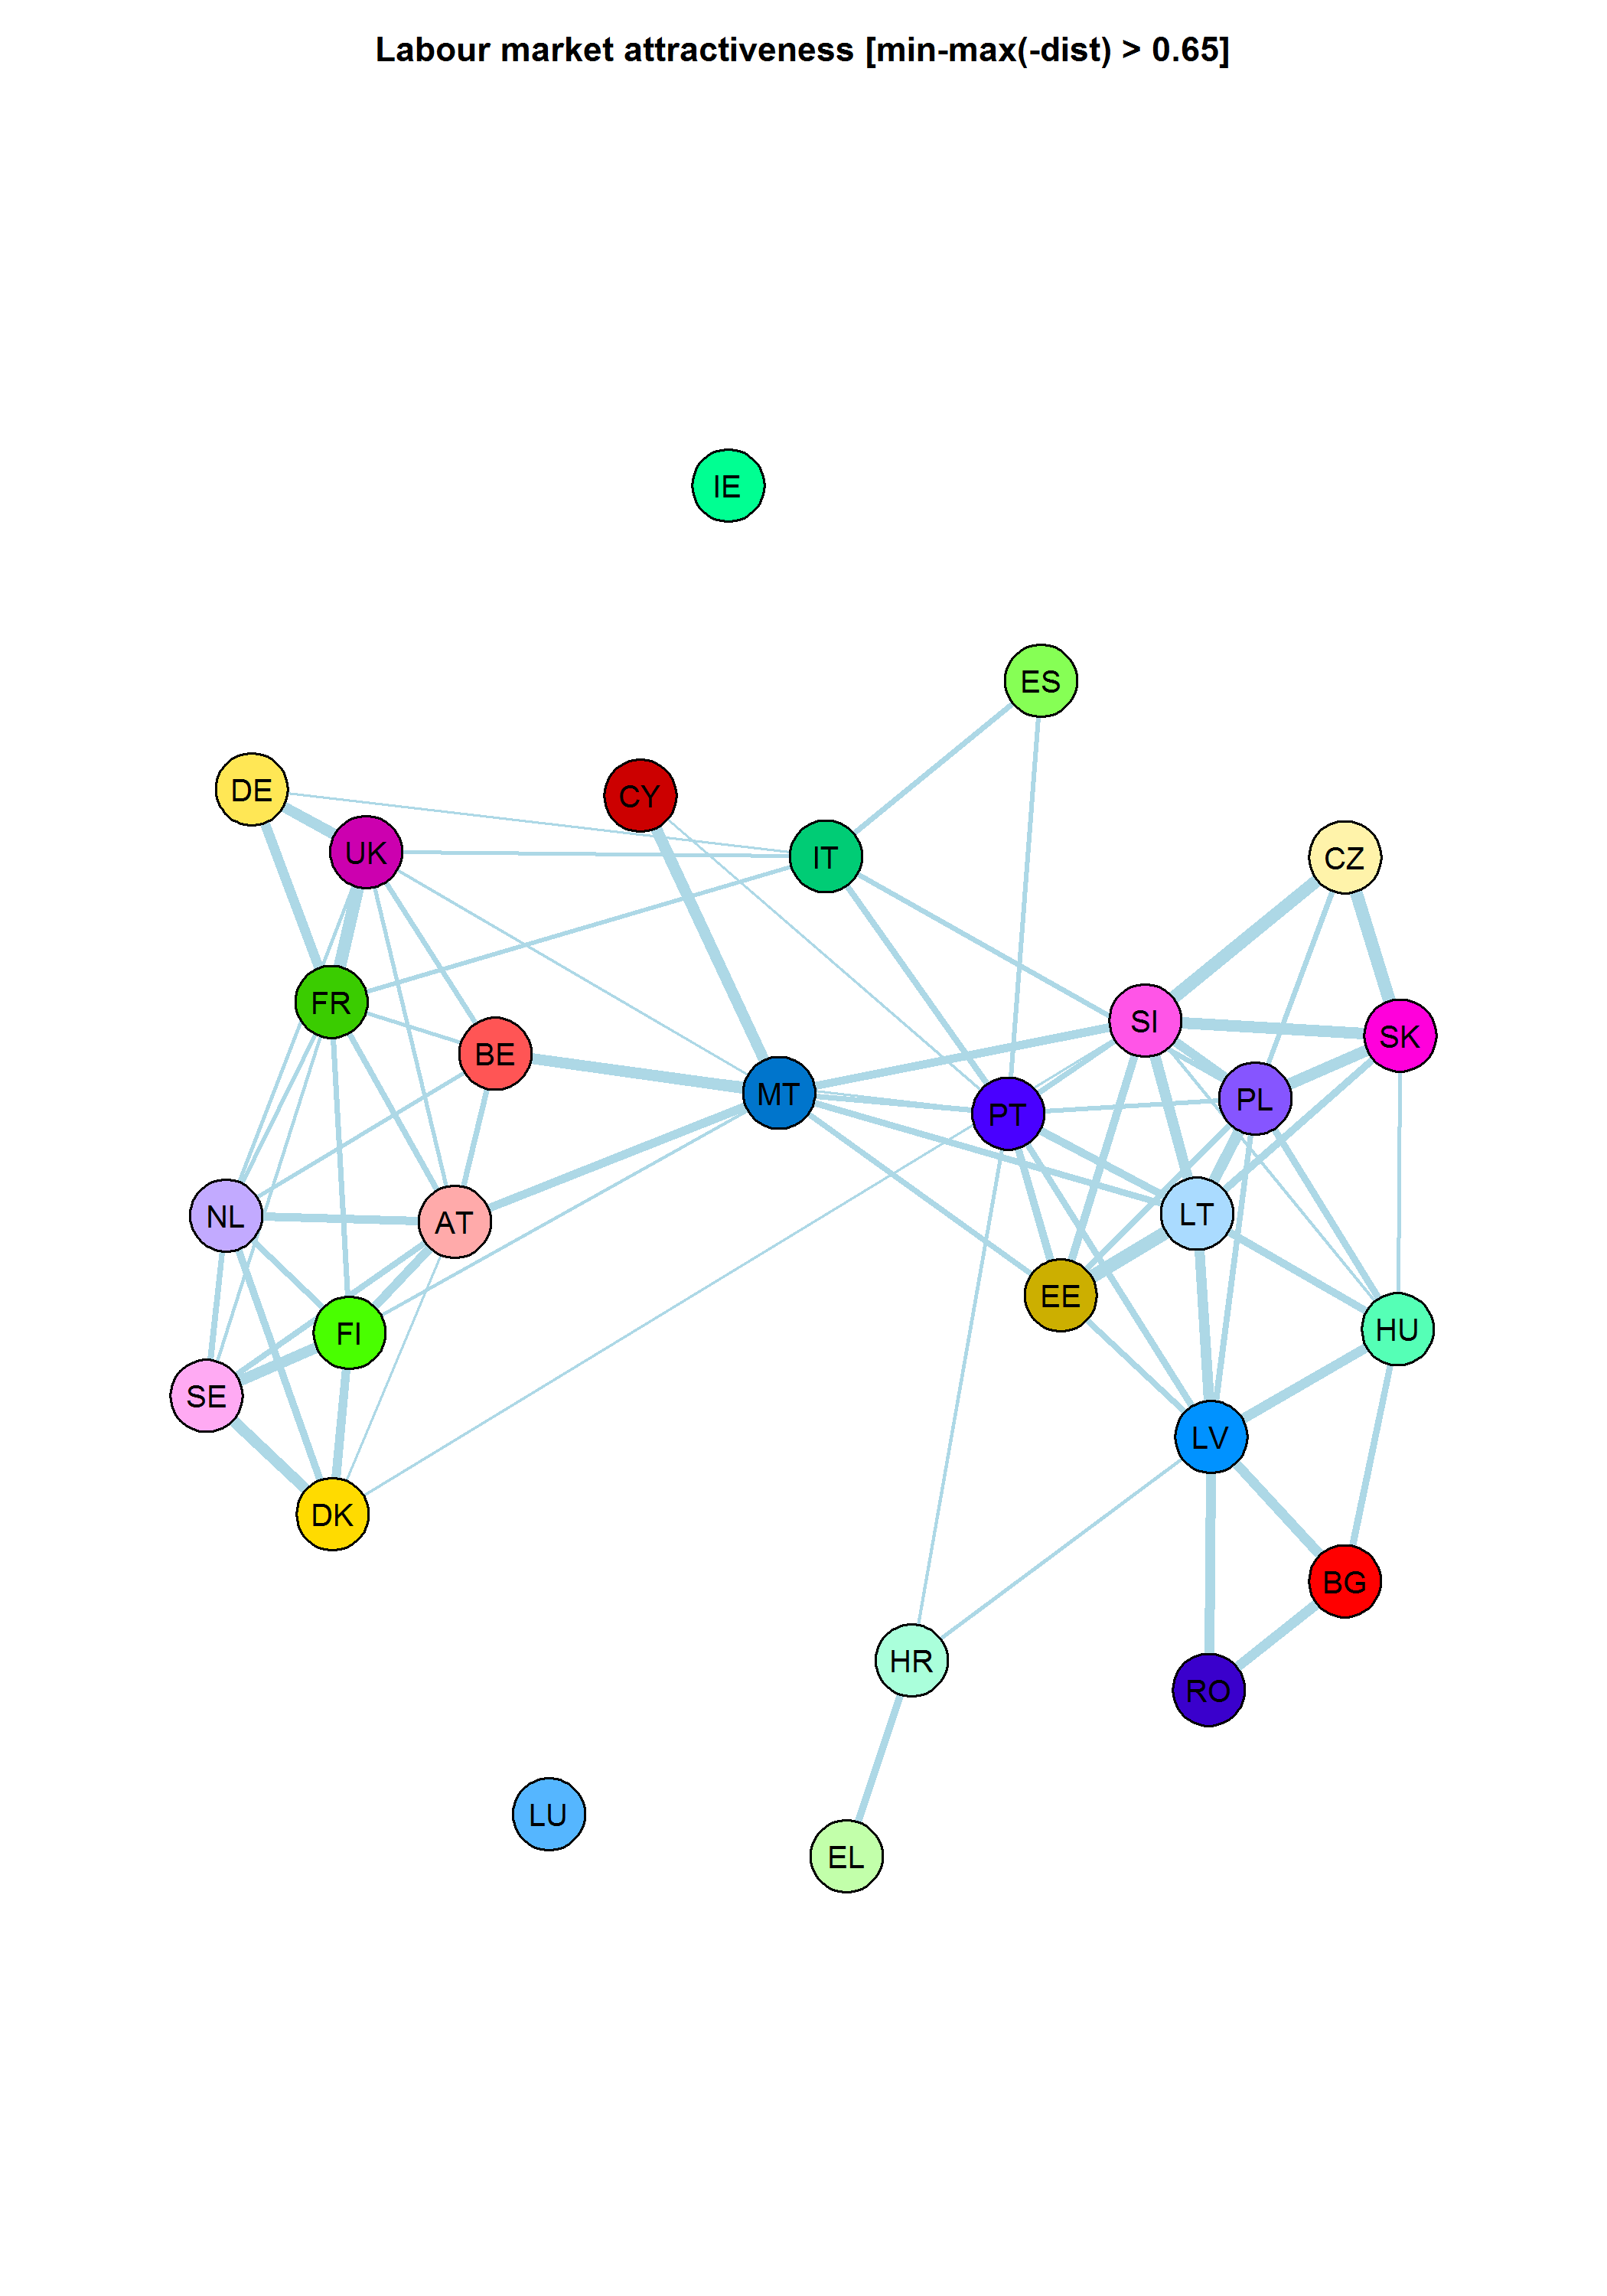 Labour market attractiveness [min-max(-dist) > 0.65]
IE
ES
DE
CY
UK
IT
CZ
FR
SI
SK
BE
MT
PL
PT
NL
AT
LT
EE
FI
HU
SE
LV
DK
BG
HR
RO
LU
EL